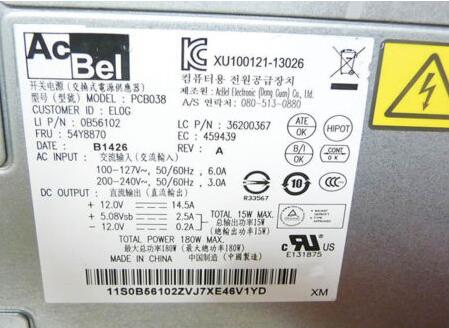 AcBel
XU100121-13026
컴퓨터용 전원공급장치
제조원: AcBel Electronic (Dong Guan) Co., Ltd.
A/S 연락처: 080-513-0880
开关电源 (交換式電源供應器)
型号 (型號) MODEL: PCB038
CUSTOMER ID : EL0G
LI P/NO : 0B56102
LC P/NO : 36200367
FRU : 54Y8870
EC : 459439
DATE : B1426
REV : A
ATE OK
HIPOT
B/I OK
CONT OK
AC INPUT : 交流输入 (交流輸入)
100-127V~, 50/60Hz , 6.0A
200-240V~, 50/60Hz , 3.0A
R33567
10
DC OUTPUT : 直流输出 (直流輸出)
+ 12.0V 14.5A
+ 5.08Vsb 2.5A
- 12.0V 0.2A
TOTAL 15W MAX.
总输出功率15W
(總輸出功率15W)
TOTAL POWER 180W MAX.
最大总功率180W (最大總功率180W)
MADE IN CHINA 中国制造 (中國製造)
c RU US
E131875
11S0B56102ZVJ7XE46V1YD
XM